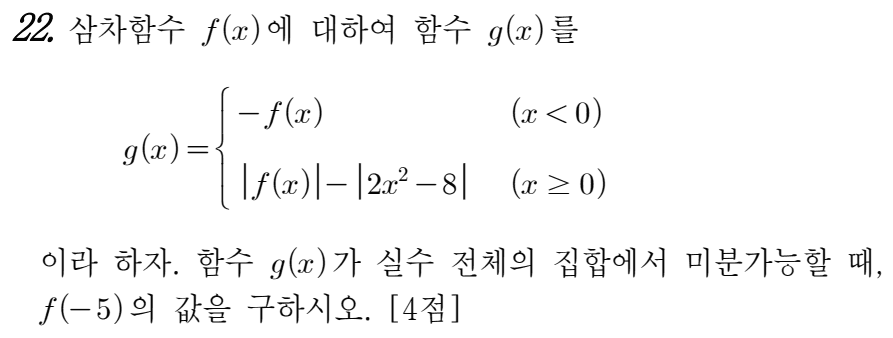 22. 삼차함수 f(x)에 대하여 함수 g(x)를
g(x)={ -f(x) (x<0)
|f(x)|-|2x²-8| (x≥0)
이라 하자. 함수 g(x)가 실수 전체의 집합에서 미분가능할 때,
f(-5)의 값을 구하시오. [4점]